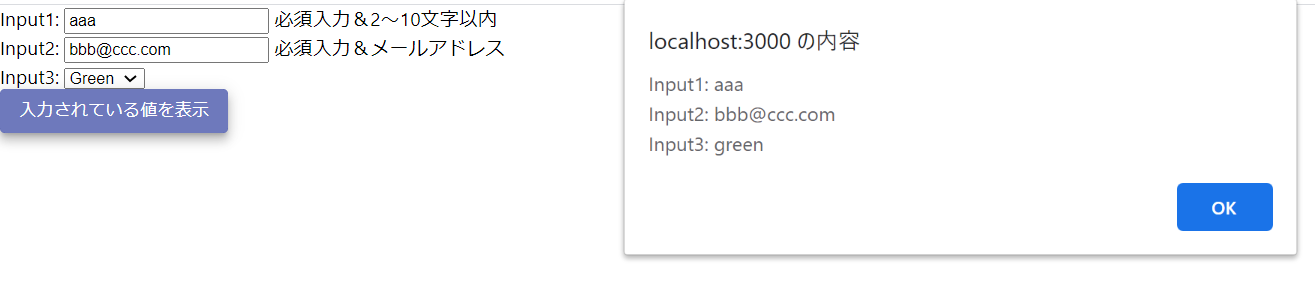 Input1: aaa 必須入力＆2～10文字以内
Input2: bbb@ccc.com 必須入力＆メールアドレス
Input3: Green
入力されている値を表示
localhost:3000 の内容
Input1: aaa
Input2: bbb@ccc.com
Input3: green
OK